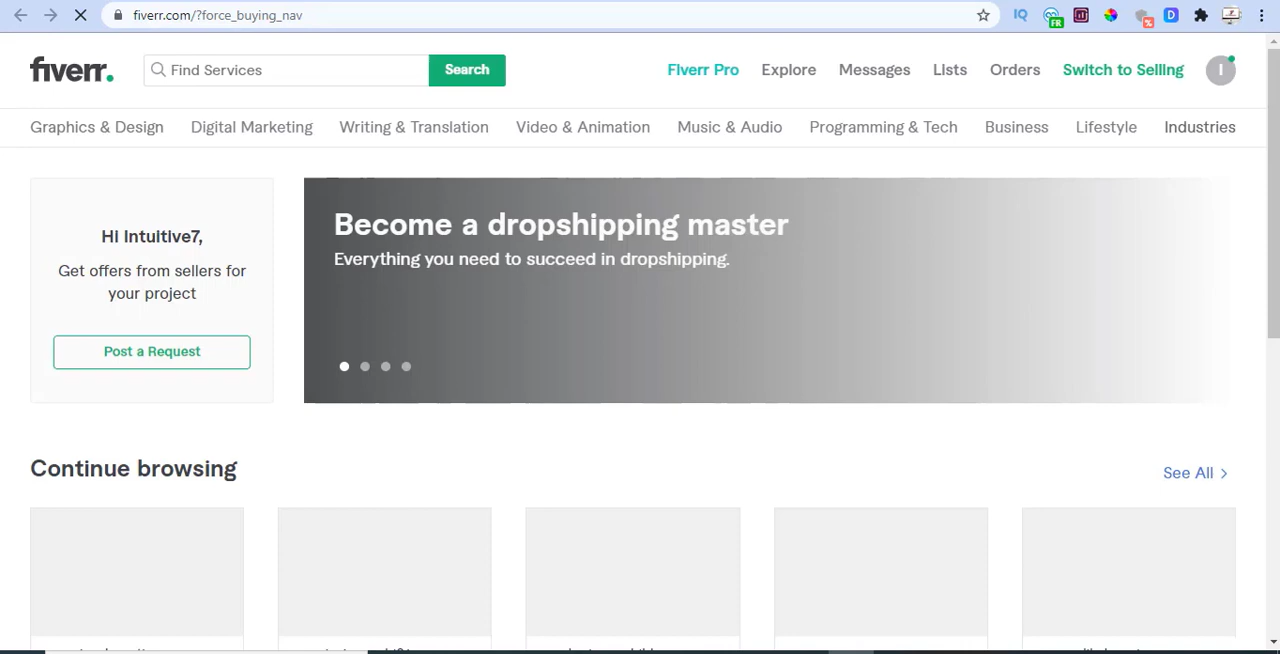 fiverr.com/?force_buying_nav
FR
D
fiverr.
Find Services
Search
Fiverr Pro
Explore
Messages
Lists
Orders
Switch to Selling
I
Graphics & Design
Digital Marketing
Writing & Translation
Video & Animation
Music & Audio
Programming & Tech
Business
Lifestyle
Industries
Hi Intuitive7,
Get offers from sellers for
your project
Post a Request
Become a dropshipping master
Everything you need to succeed in dropshipping.
Continue browsing
See All >